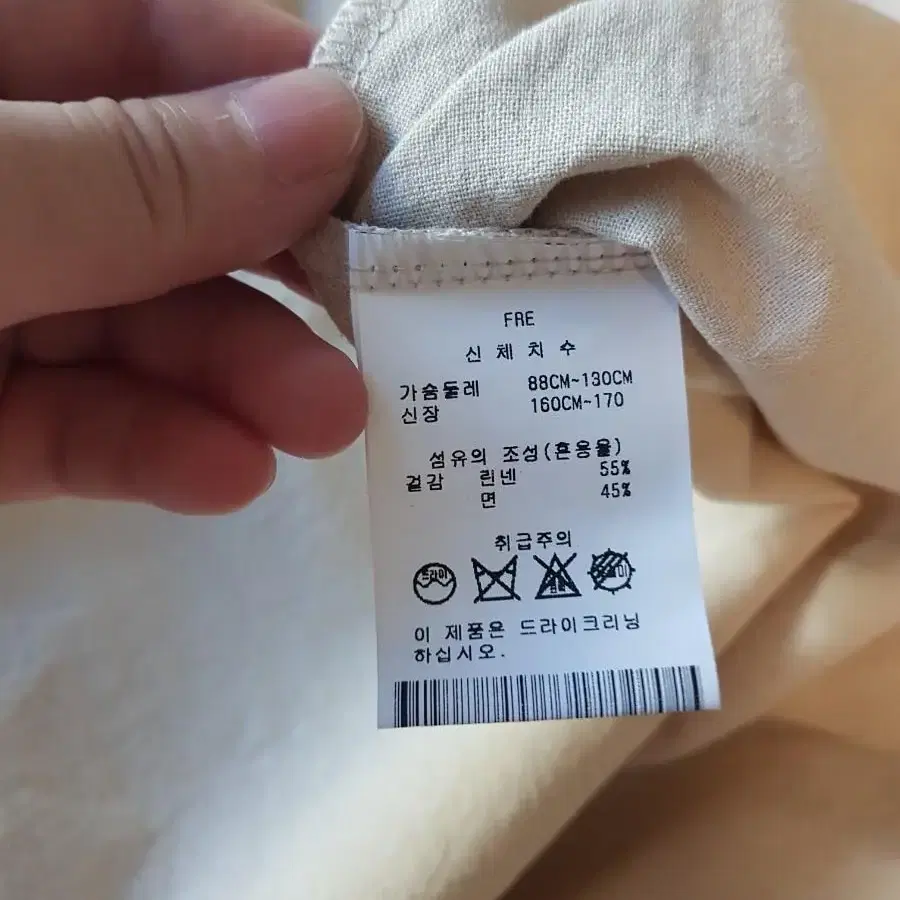 FRE
신 체 치 수
가슴둘레 88CM~130CM
신장 160CM~170
섬유의 조성(혼용율)
겉감 린넨 55%
면 45%
취급주의
드라이
이 제품은 드라이크리닝
하십시오.